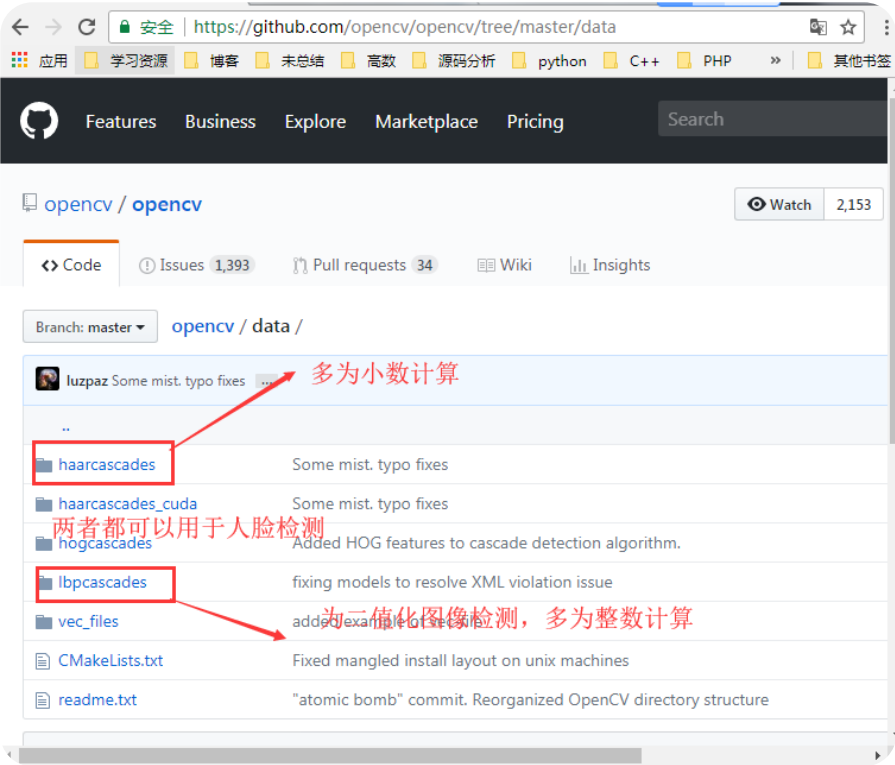 安全 https://github.com/opencv/opencv/tree/master/data
应用 学习资源 博客 未总结 高数 源码分析 python C++ PHP » 其他书签
Features Business Explore Marketplace Pricing Search
opencv / opencv Watch 2,153
Code Issues 1,393 Pull requests 34 Wiki Insights
Branch: master opencv / data /
luzpaz Some mist. typo fixes ... 多为小数计算
..
haarcascades Some mist. typo fixes
haarcascades_cuda Some mist. typo fixes
两者都可以用于人脸检测
hogcascades Added HOG features to cascade detection algorithm.
lbpcascades fixing models to resolve XML violation issue
为二值化图像检测，多为整数计算
vec_files added example of vec file
CMakeLists.txt Fixed mangled install layout on unix machines
readme.txt "atomic bomb" commit. Reorganized OpenCV directory structure